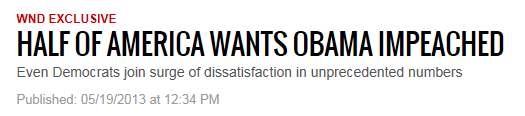 WND EXCLUSIVE
HALF OF AMERICA WANTS OBAMA IMPEACHED
Even Democrats join surge of dissatisfaction in unprecedented numbers
Published: 05/19/2013 at 12:34 PM